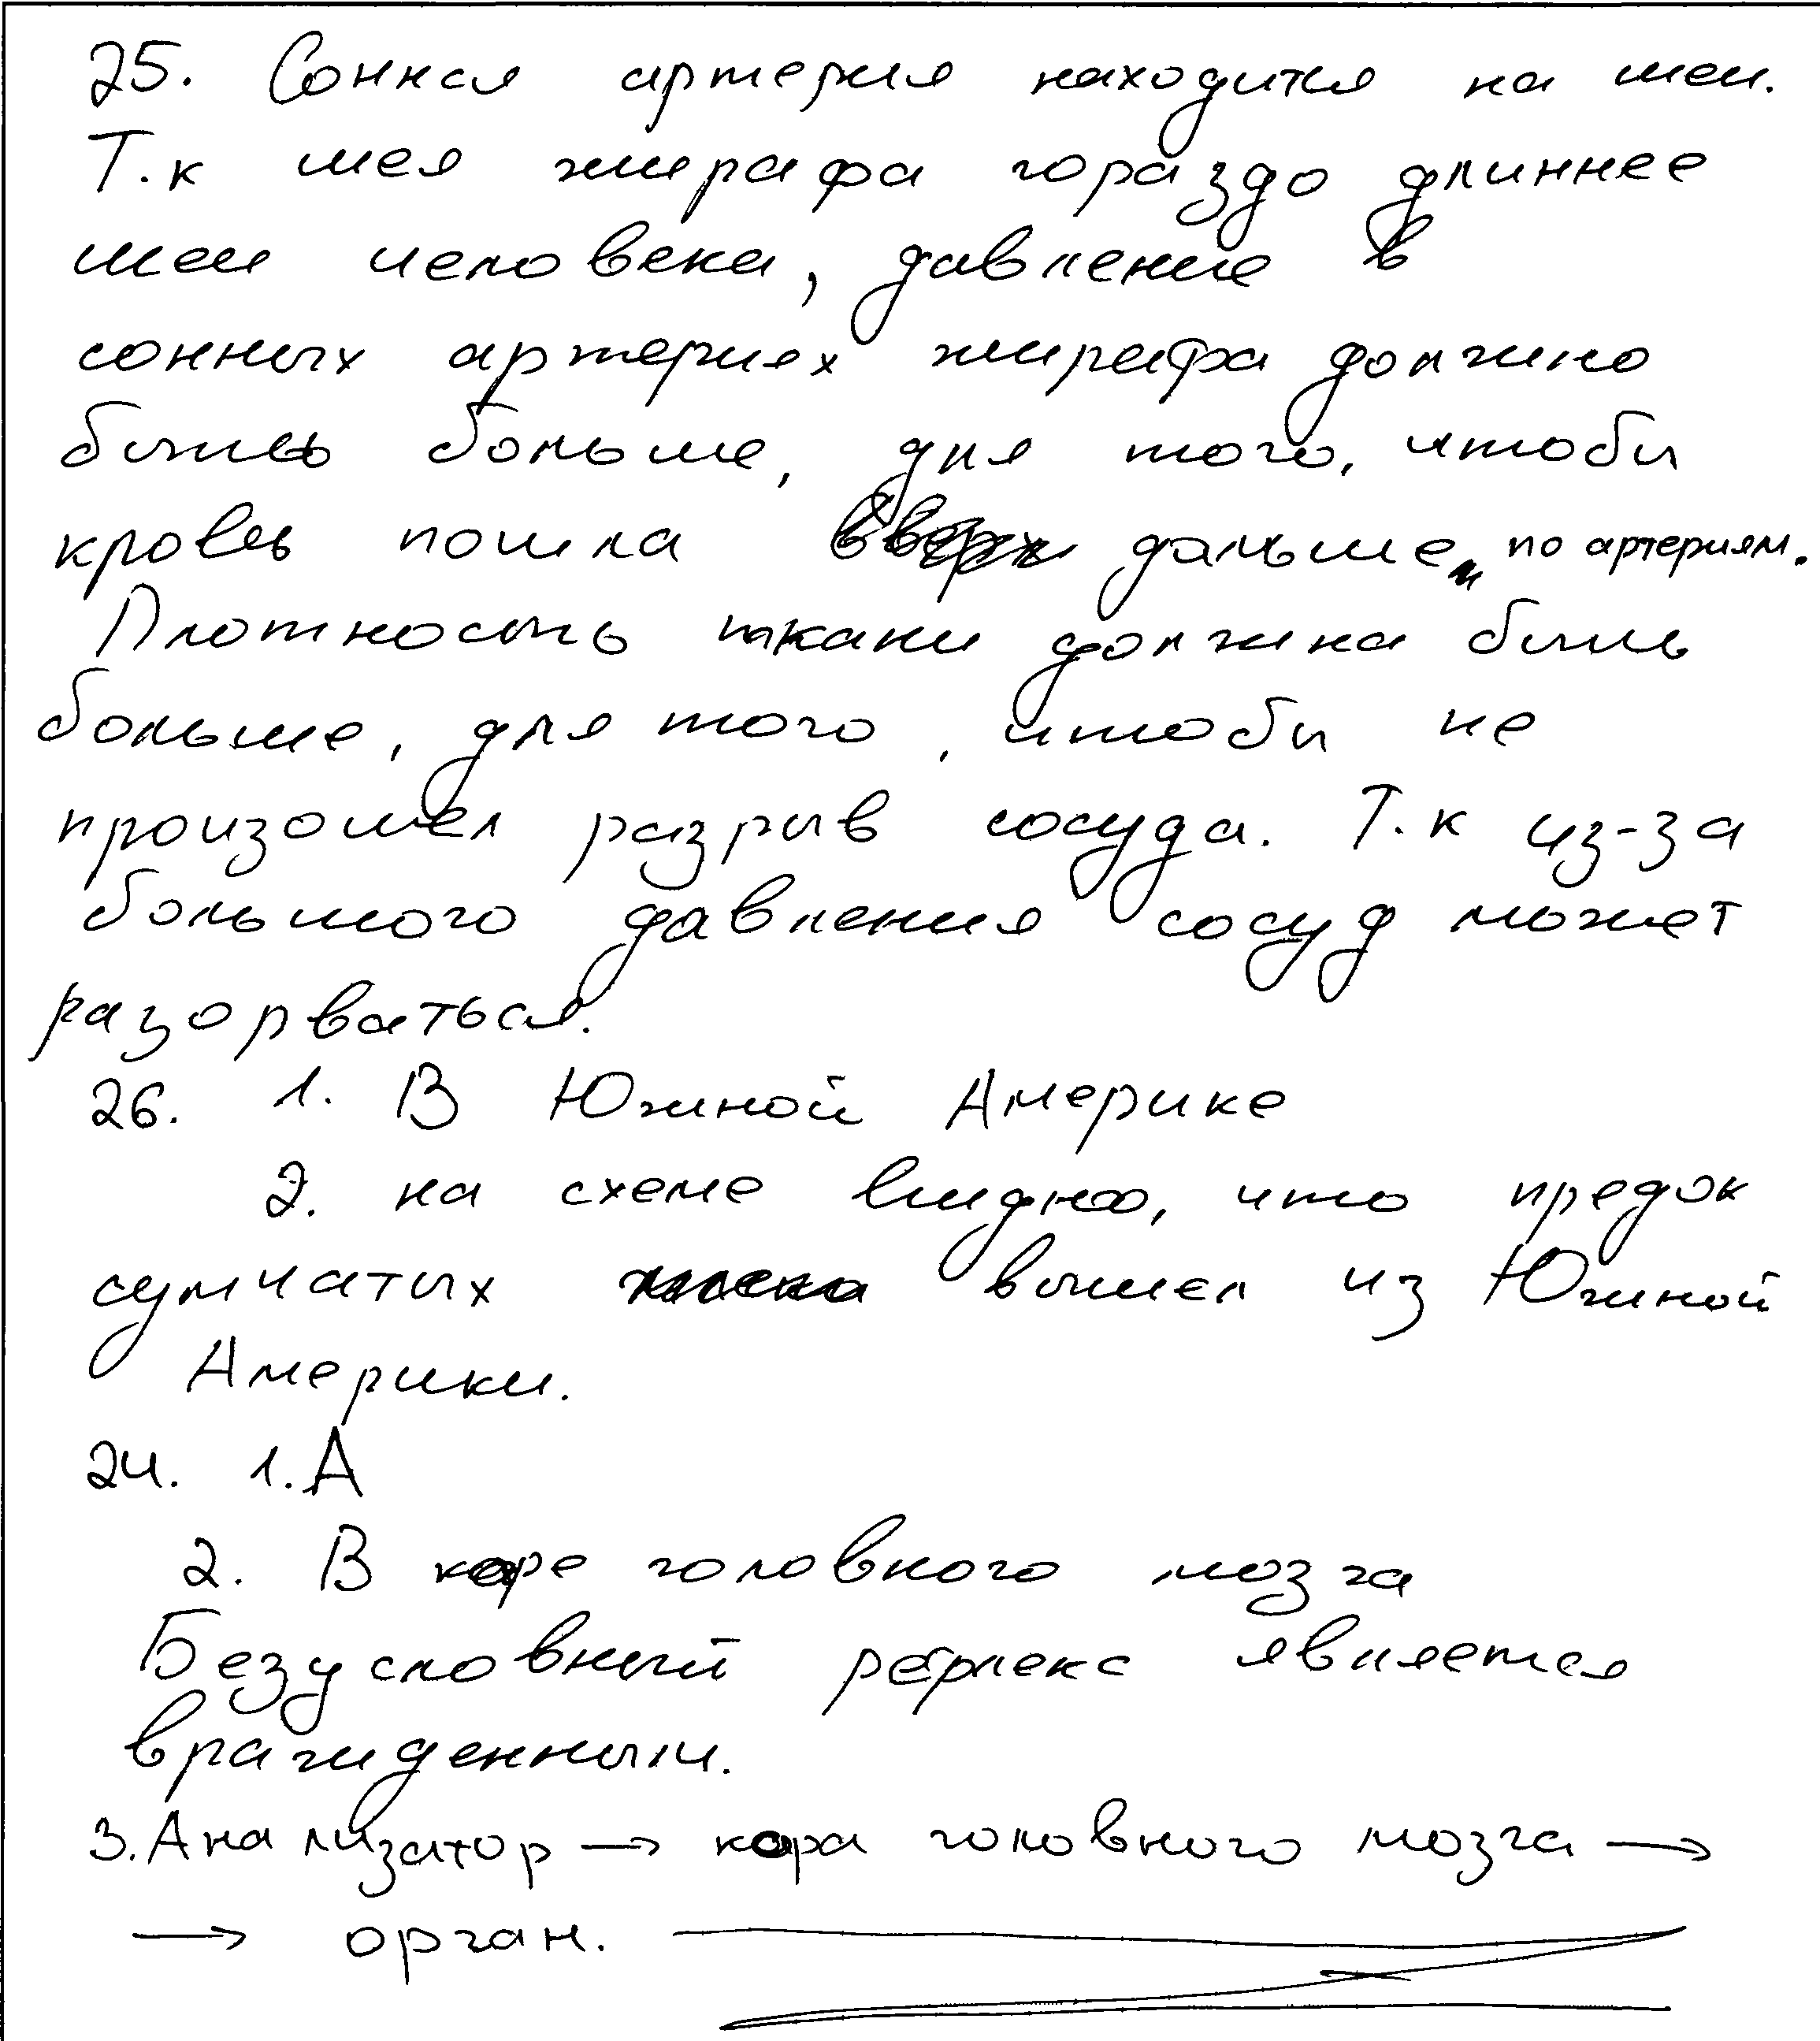 25. Сонная артерия находится на шеи.
Т.к шея жирафа гораздо длиннее
шеи человека, давление в
сонных артериях жирафа должно
быть больше, для того, чтобы
кровь пошла дальше по артериям.
Плотность ткани должна быть
больше, для того, чтобы не
произошел разрыв сосуда. Т.к из-за
большого давления сосуд может
разорваться.
26. 1. В Южной Америке
2. на схеме видно, что предок
сумчатых вышел из Южной
Америки.
24. 1. А
2. В коре головного мозга
Безусловный рефлекс является
вражденным.
3. Анализатор → кора головного мозга →
→ орган.